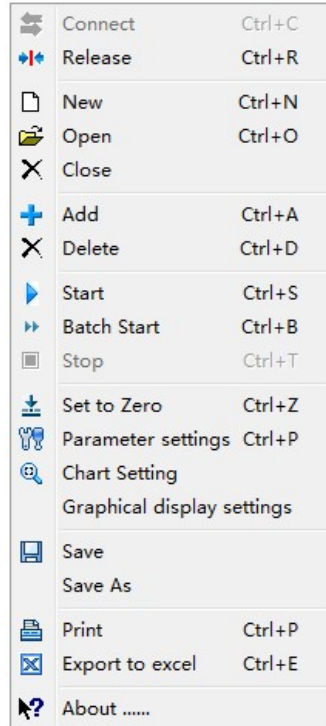 Connect Ctrl+C
Release Ctrl+R
New Ctrl+N
Open Ctrl+O
Close
Add Ctrl+A
Delete Ctrl+D
Start Ctrl+S
Batch Start Ctrl+B
Stop Ctrl+T
Set to Zero Ctrl+Z
Parameter settings Ctrl+P
Chart Setting
Graphical display settings
Save
Save As
Print Ctrl+P
Export to excel Ctrl+E
About ......